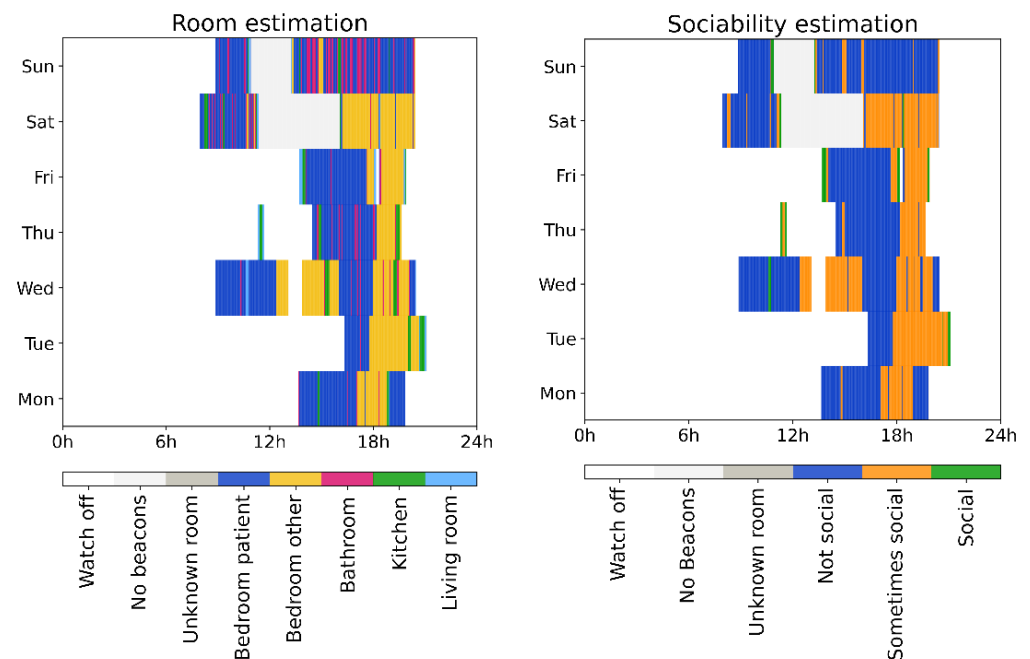 Room estimation
Sun
Sat
Fri
Thu
Wed
Tue
Mon
0h 6h 12h 18h 24h
Watch off
No beacons
Unknown room
Bedroom patient
Bedroom other
Bathroom
Kitchen
Living room
Sociability estimation
Sun
Sat
Fri
Thu
Wed
Tue
Mon
0h 6h 12h 18h 24h
Watch off
No Beacons
Unknown room
Not social
Sometimes social
Social